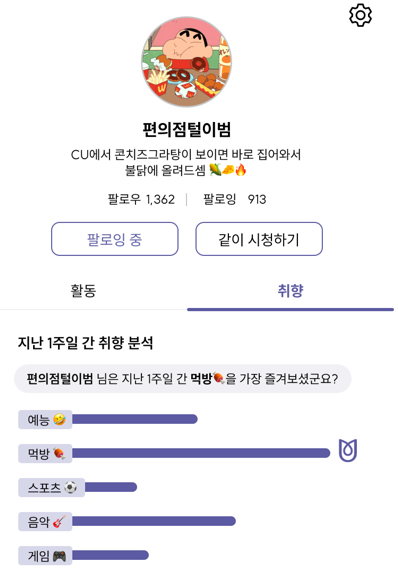 편의점털이범
CU에서 콘치즈그라탕이 보이면 바로 집어와서
불닭에 올려드셈 🌽🧀🔥
팔로우 1,362 | 팔로잉 913
팔로잉 중
같이 시청하기
활동
취향
지난 1주일 간 취향 분석
편의점털이범 님은 지난 1주일 간 먹방🍖을 가장 즐겨보셨군요?
예능 🤣
먹방 🍖
스포츠 ⚽
음악 🎸
게임 🎮